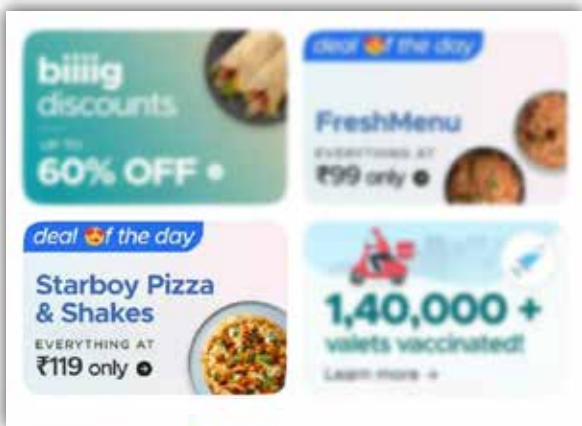 biiiig
discounts
UP TO
60% OFF
deal of the day
FreshMenu
EVERYTHING AT
₹99 only
deal of the day
Starboy Pizza
& Shakes
EVERYTHING AT
₹119 only
1,40,000 +
valets vaccinated!
Learn more →